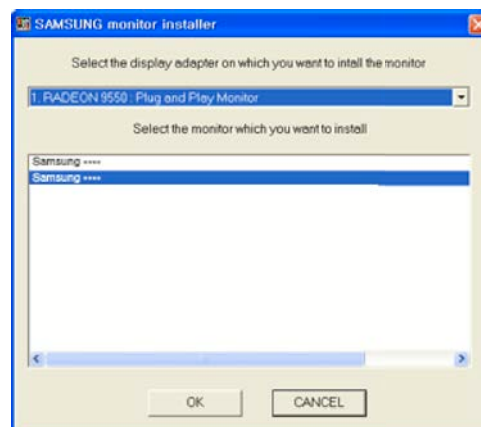 SAMSUNG monitor installer
Select the display adapter on which you want to intall the monitor
1. RADEON 9550 : Plug and Play Monitor
Select the monitor which you want to install
Samsung ****
Samsung ****
OK
CANCEL